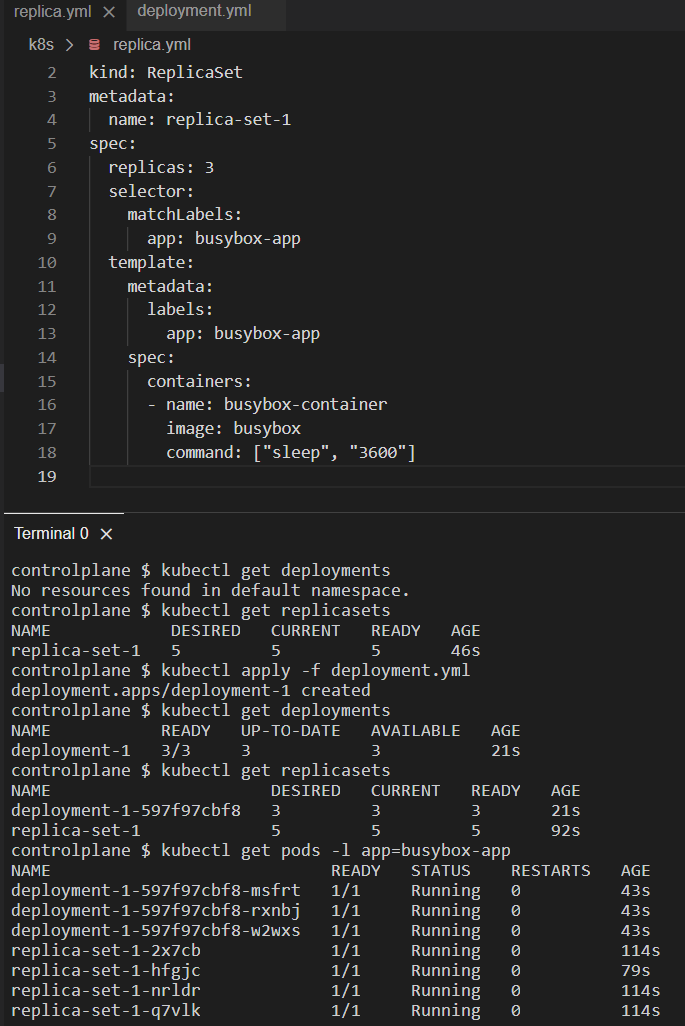 replica.yml × deployment.yml
k8s > replica.yml
2 kind: ReplicaSet
3 metadata:
4 name: replica-set-1
5 spec:
6 replicas: 3
7 selector:
8 matchLabels:
9 app: busybox-app
10 template:
11 metadata:
12 labels:
13 app: busybox-app
14 spec:
15 containers:
16 - name: busybox-container
17 image: busybox
18 command: ["sleep", "3600"]
19
Terminal 0 ×
controlplane $ kubectl get deployments
No resources found in default namespace.
controlplane $ kubectl get replicasets
NAME DESIRED CURRENT READY AGE
replica-set-1 5 5 5 46s
controlplane $ kubectl apply -f deployment.yml
deployment.apps/deployment-1 created
controlplane $ kubectl get deployments
NAME READY UP-TO-DATE AVAILABLE AGE
deployment-1 3/3 3 3 21s
controlplane $ kubectl get replicasets
NAME DESIRED CURRENT READY AGE
deployment-1-597f97cbf8 3 3 3 21s
replica-set-1 5 5 5 92s
controlplane $ kubectl get pods -l app=busybox-app
NAME READY STATUS RESTARTS AGE
deployment-1-597f97cbf8-msfrt 1/1 Running 0 43s
deployment-1-597f97cbf8-rxnbj 1/1 Running 0 43s
deployment-1-597f97cbf8-w2wxs 1/1 Running 0 43s
replica-set-1-2x7cb 1/1 Running 0 114s
replica-set-1-hfgjc 1/1 Running 0 79s
replica-set-1-nrldr 1/1 Running 0 114s
replica-set-1-q7vlk 1/1 Running 0 114s